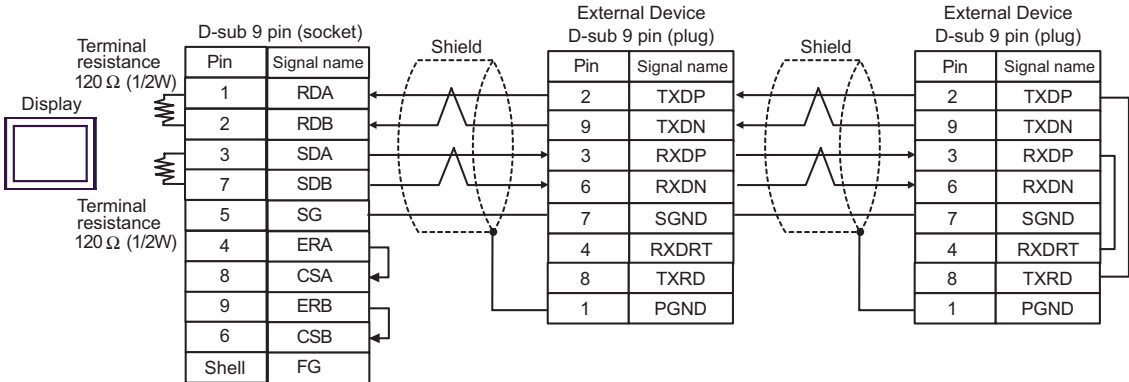 External Device
External Device
D-sub 9 pin (socket)
D-sub 9 pin (plug)
D-sub 9 pin (plug)
Terminal
resistance
120 Ω (1/2W)
Shield
Shield
Display
Pin Signal name
1 RDA
2 RDB
3 SDA
7 SDB
5 SG
4 ERA
8 CSA
9 ERB
6 CSB
Shell FG
Terminal
resistance
120 Ω (1/2W)
Pin Signal name
2 TXDP
9 TXDN
3 RXDP
6 RXDN
7 SGND
4 RXDRT
8 TXRD
1 PGND
Pin Signal name
2 TXDP
9 TXDN
3 RXDP
6 RXDN
7 SGND
4 RXDRT
8 TXRD
1 PGND